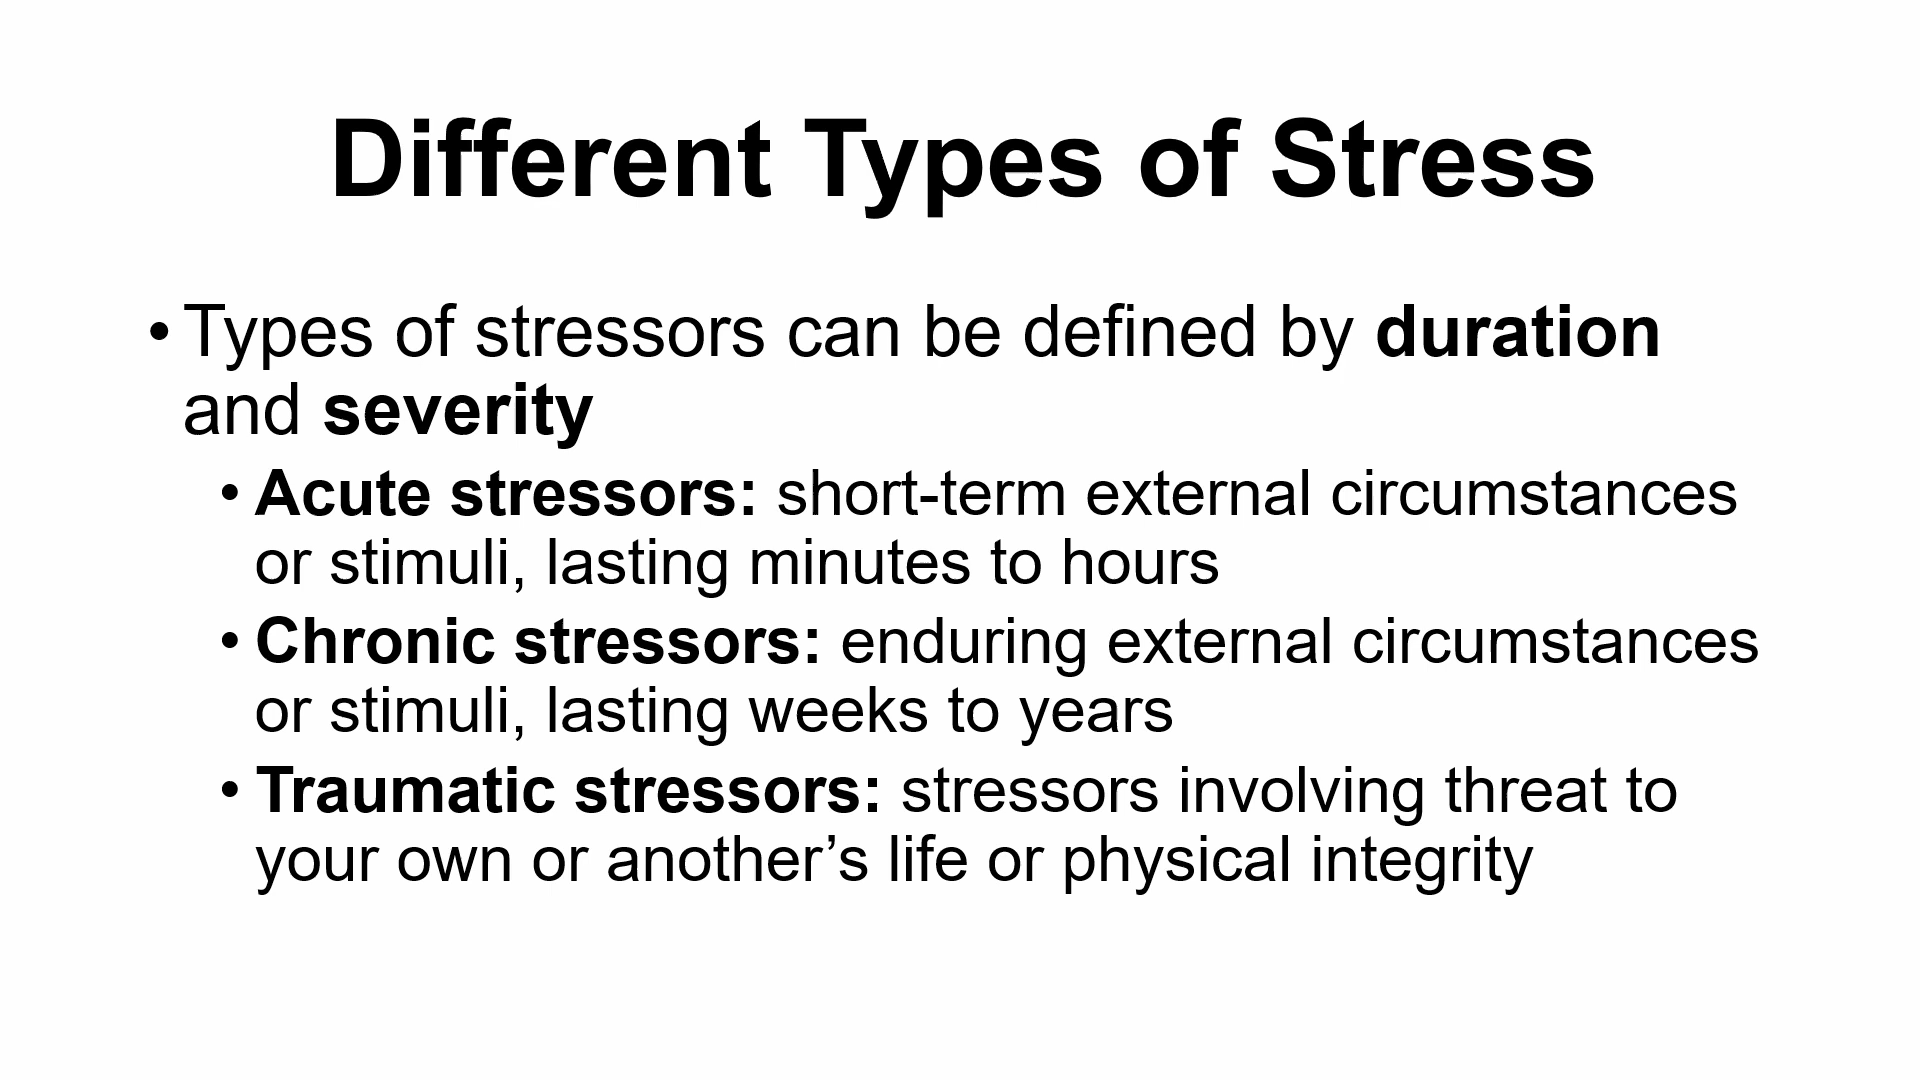 Different Types of Stress
• Types of stressors can be defined by duration
and severity
• Acute stressors: short-term external circumstances
or stimuli, lasting minutes to hours
• Chronic stressors: enduring external circumstances
or stimuli, lasting weeks to years
• Traumatic stressors: stressors involving threat to
your own or another’s life or physical integrity